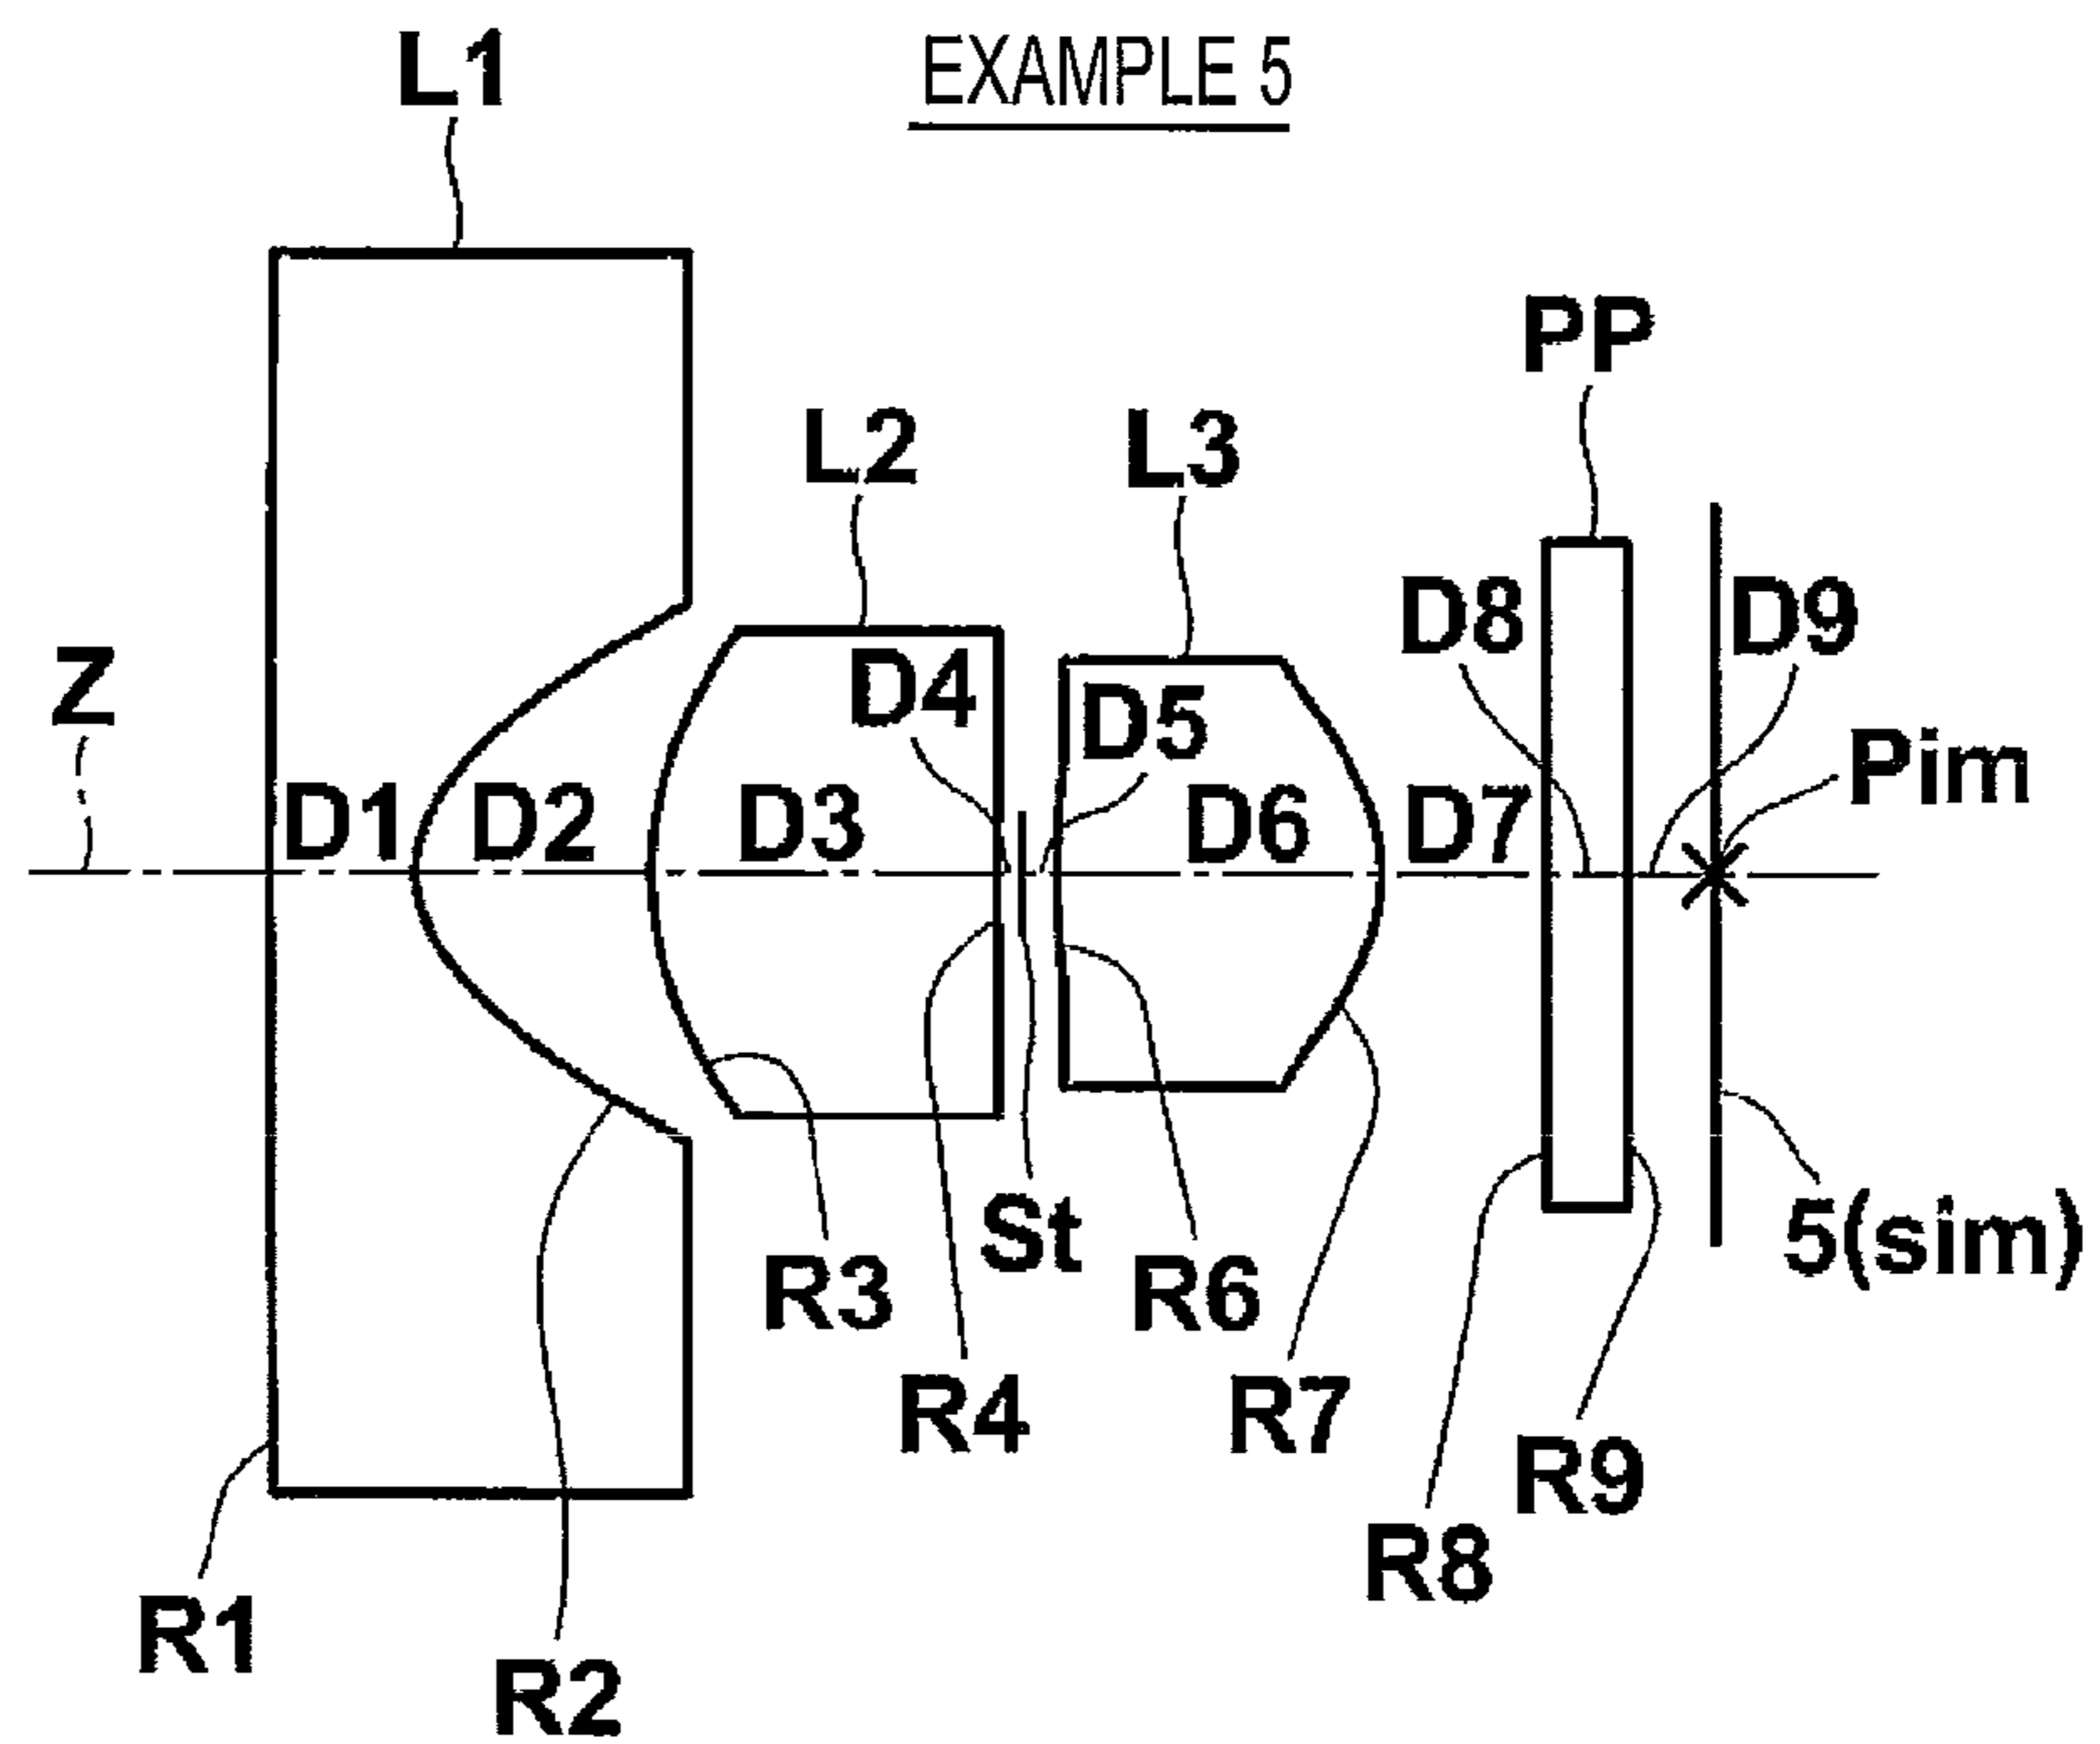 L1
EXAMPLE 5
PP
L2
L3
D8
D9
Z
D4
D5
Pim
D1
D2
D3
D6
D7
St
5(sim)
R3
R6
R4
R7
R9
R8
R1
R2